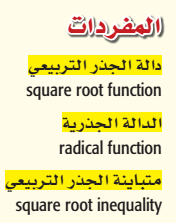 المفردات
دالة الجذر التربيعي
square root function
الدالة الجذرية
radical function
متباينة الجذر التربيعي
square root inequality